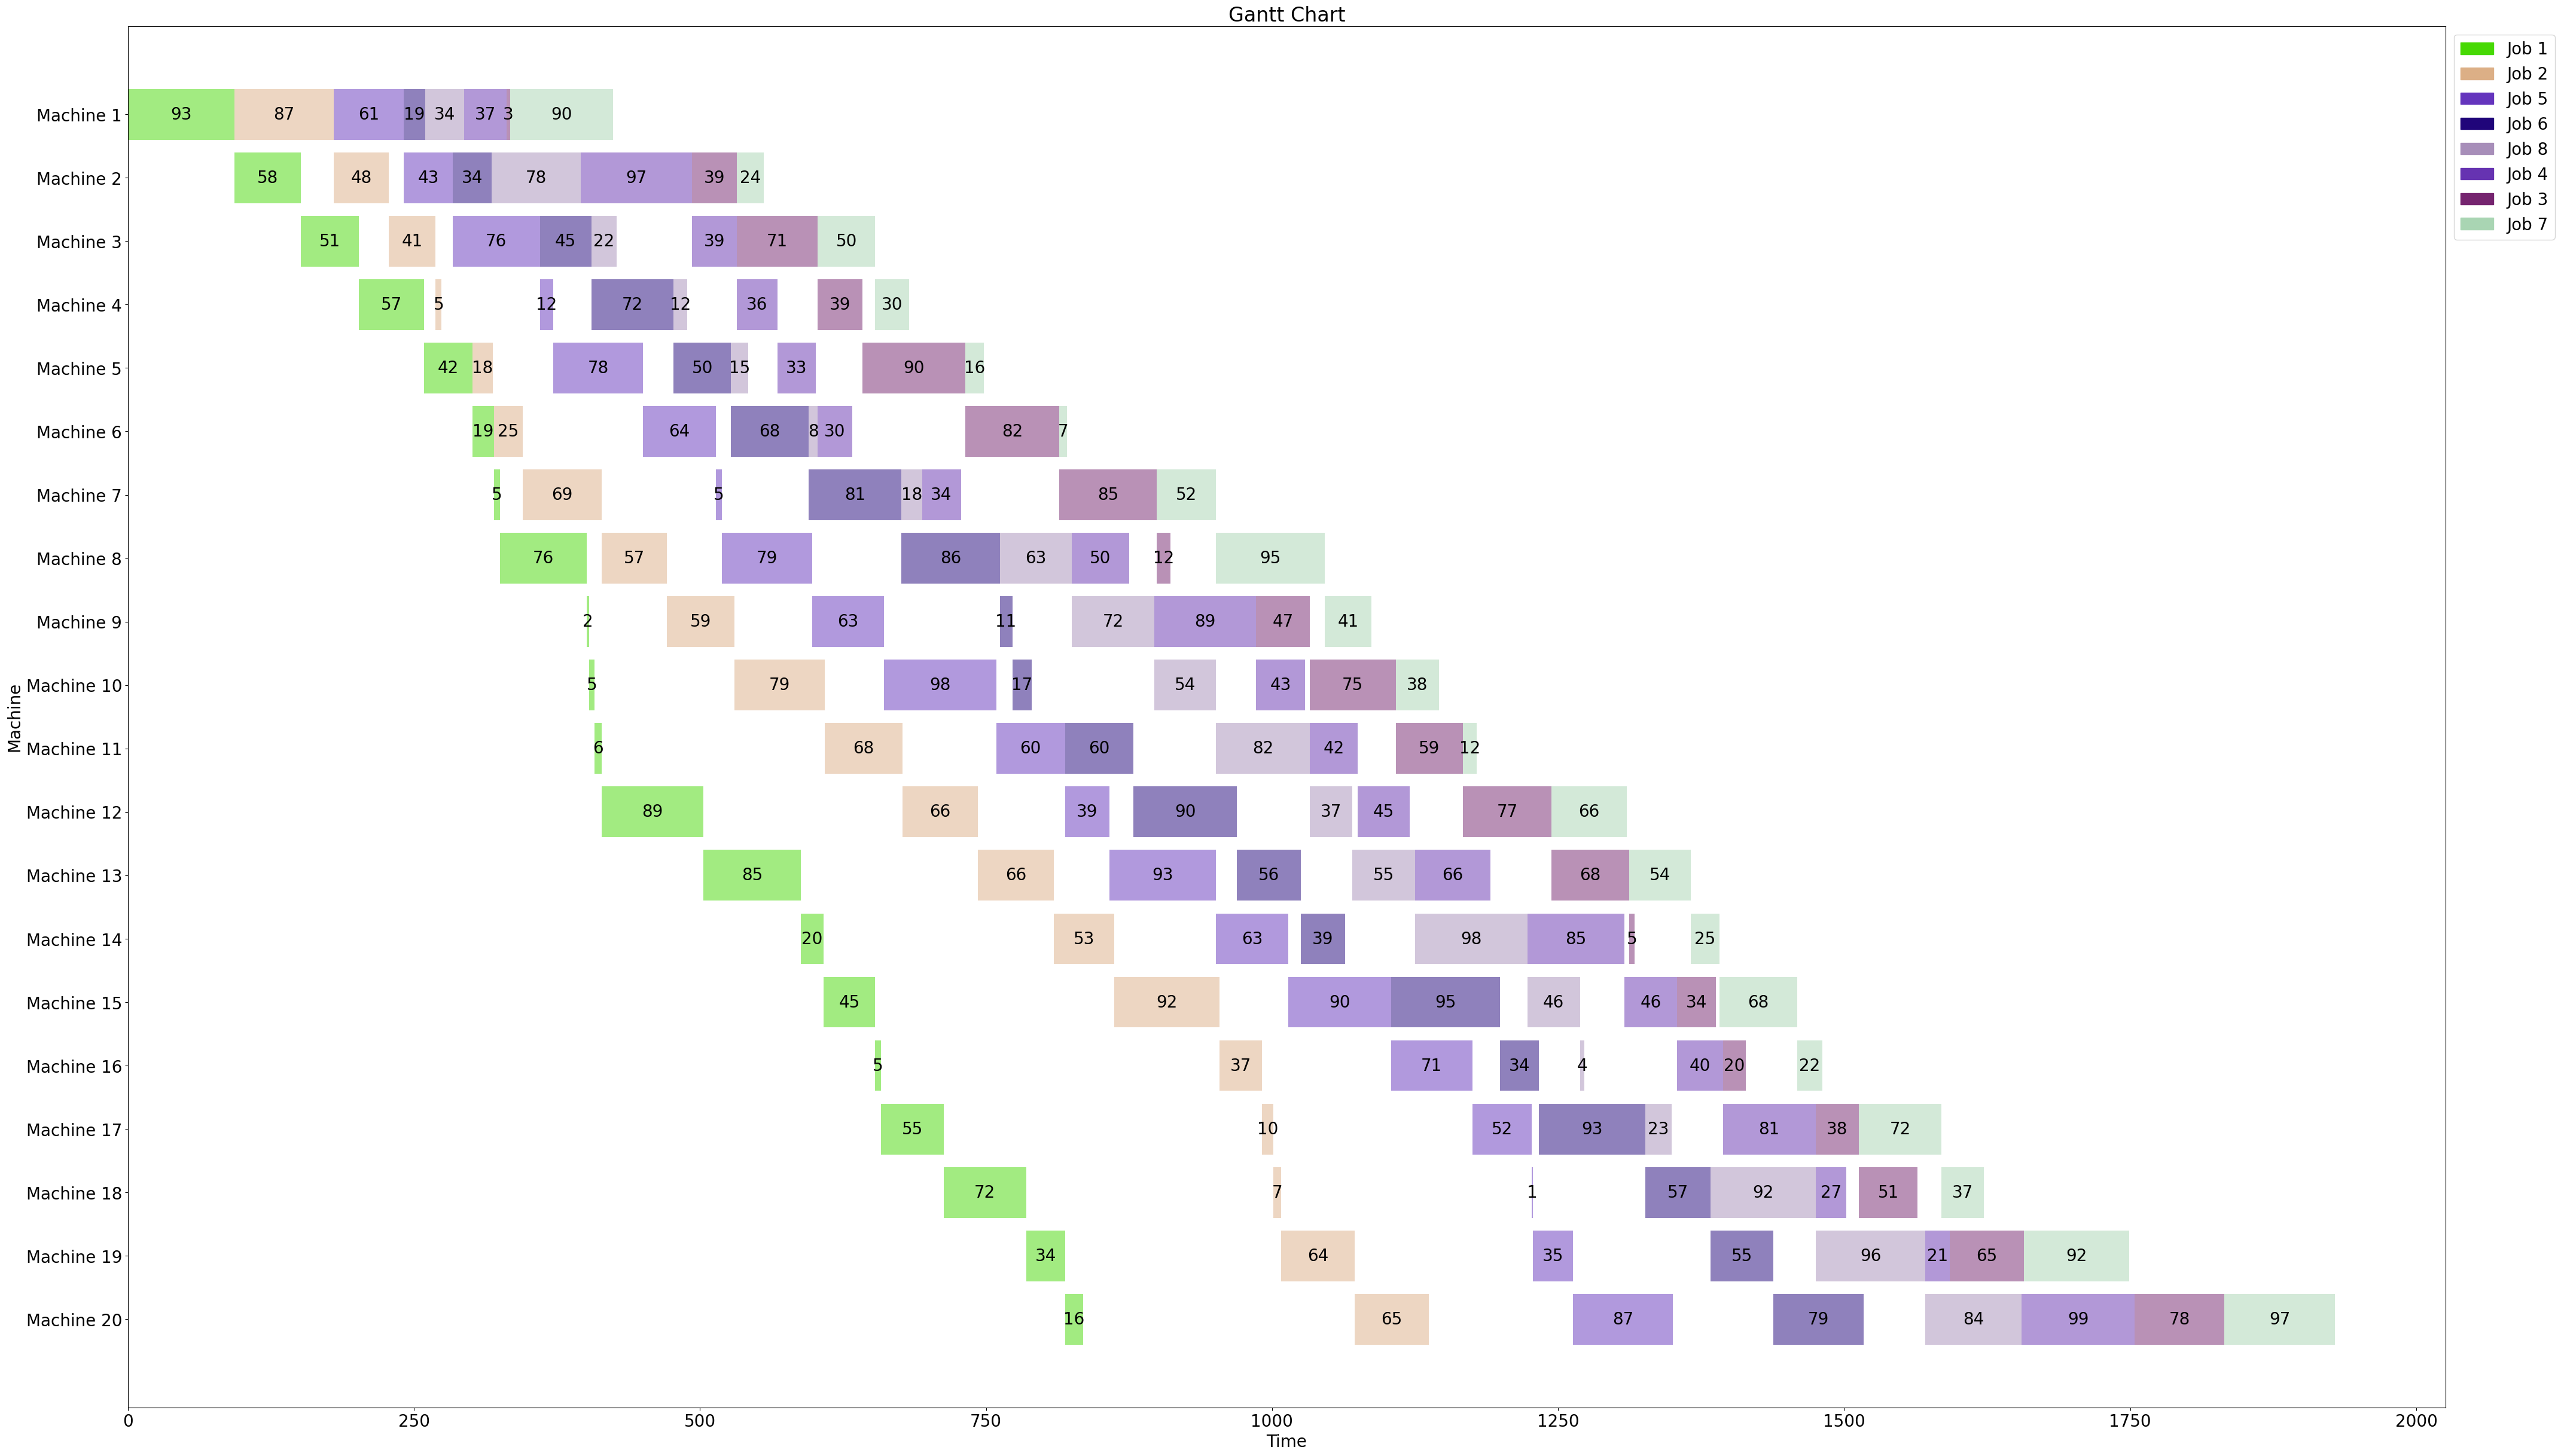 Gantt Chart
Job 1
Job 2
Job 5
Job 6
Job 8
Job 4
Job 3
Job 7
Machine 1 93 87 61 19 34 37 3 90
Machine 2 58 48 43 34 78 97 39 24
Machine 3 51 41 76 45 22 39 71 50
Machine 4 57 5 12 72 12 36 39 30
Machine 5 42 18 78 50 15 33 90 16
Machine 6 19 25 64 68 8 30 82 7
Machine 7 5 69 5 81 18 34 85 52
Machine 8 76 57 79 86 63 50 12 95
Machine 9 2 59 63 11 72 89 47 41
Machine 10 5 79 98 17 54 43 75 38
Machine 11 6 68 60 60 82 42 59 12
Machine 12 89 66 39 90 37 45 77 66
Machine 13 85 66 93 56 55 66 68 54
Machine 14 20 53 63 39 98 85 5 25
Machine 15 45 92 90 95 46 46 34 68
Machine 16 5 37 71 34 4 40 20 22
Machine 17 55 10 52 93 23 81 38 72
Machine 18 72 7 1 57 92 27 51 37
Machine 19 34 64 35 55 96 21 65 92
Machine 20 16 65 87 79 84 99 78 97
Machine
0 250 500 750 1000 1250 1500 1750 2000
Time